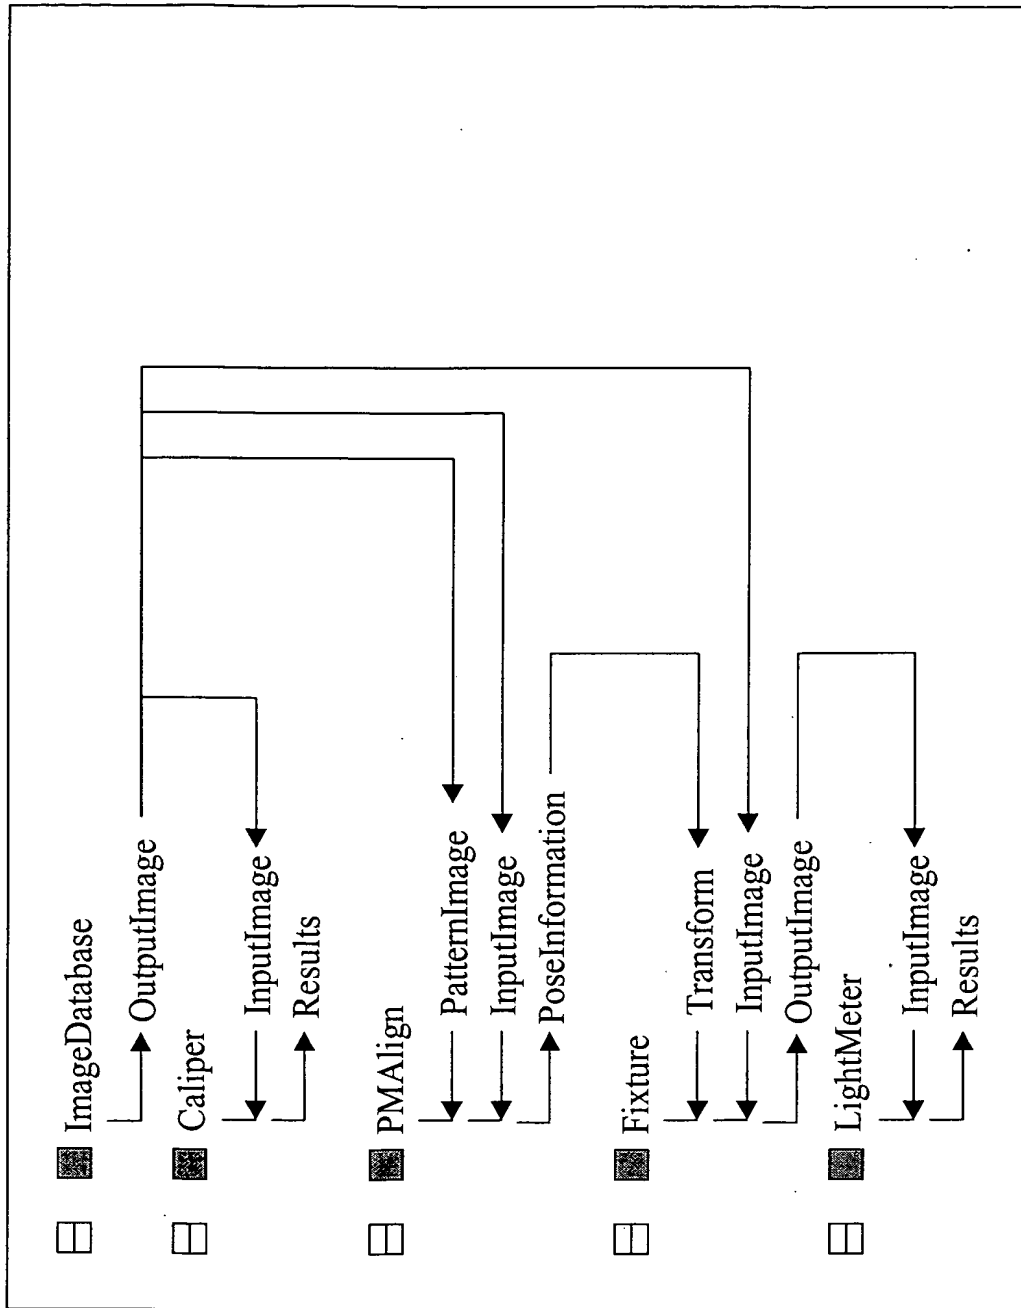 ImageDatabase
OutputImage
Caliper
InputImage
Results
PMAlign
PatternImage
InputImage
PoseInformation
Fixture
Transform
InputImage
OutputImage
LightMeter
InputImage
Results